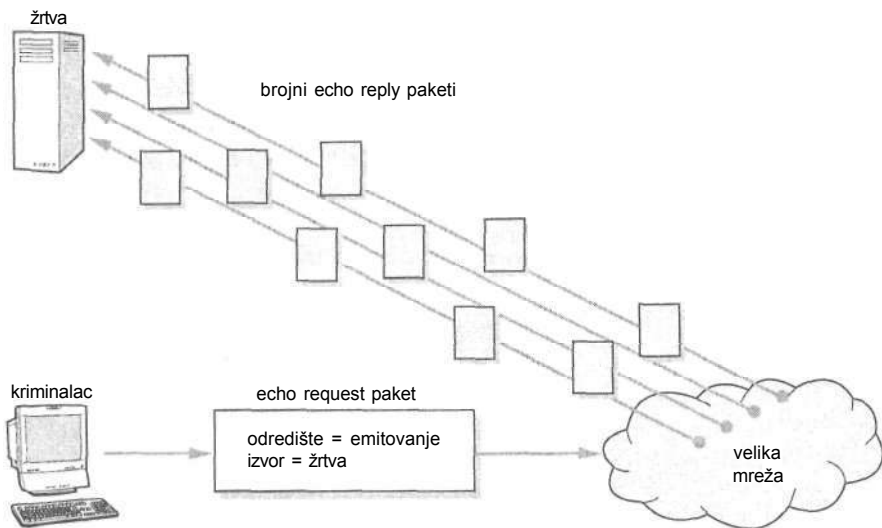 žrtva
brojni echo reply paketi
kriminalac
echo request paket
odredište = emitovanje
izvor = žrtva
velika
mreža